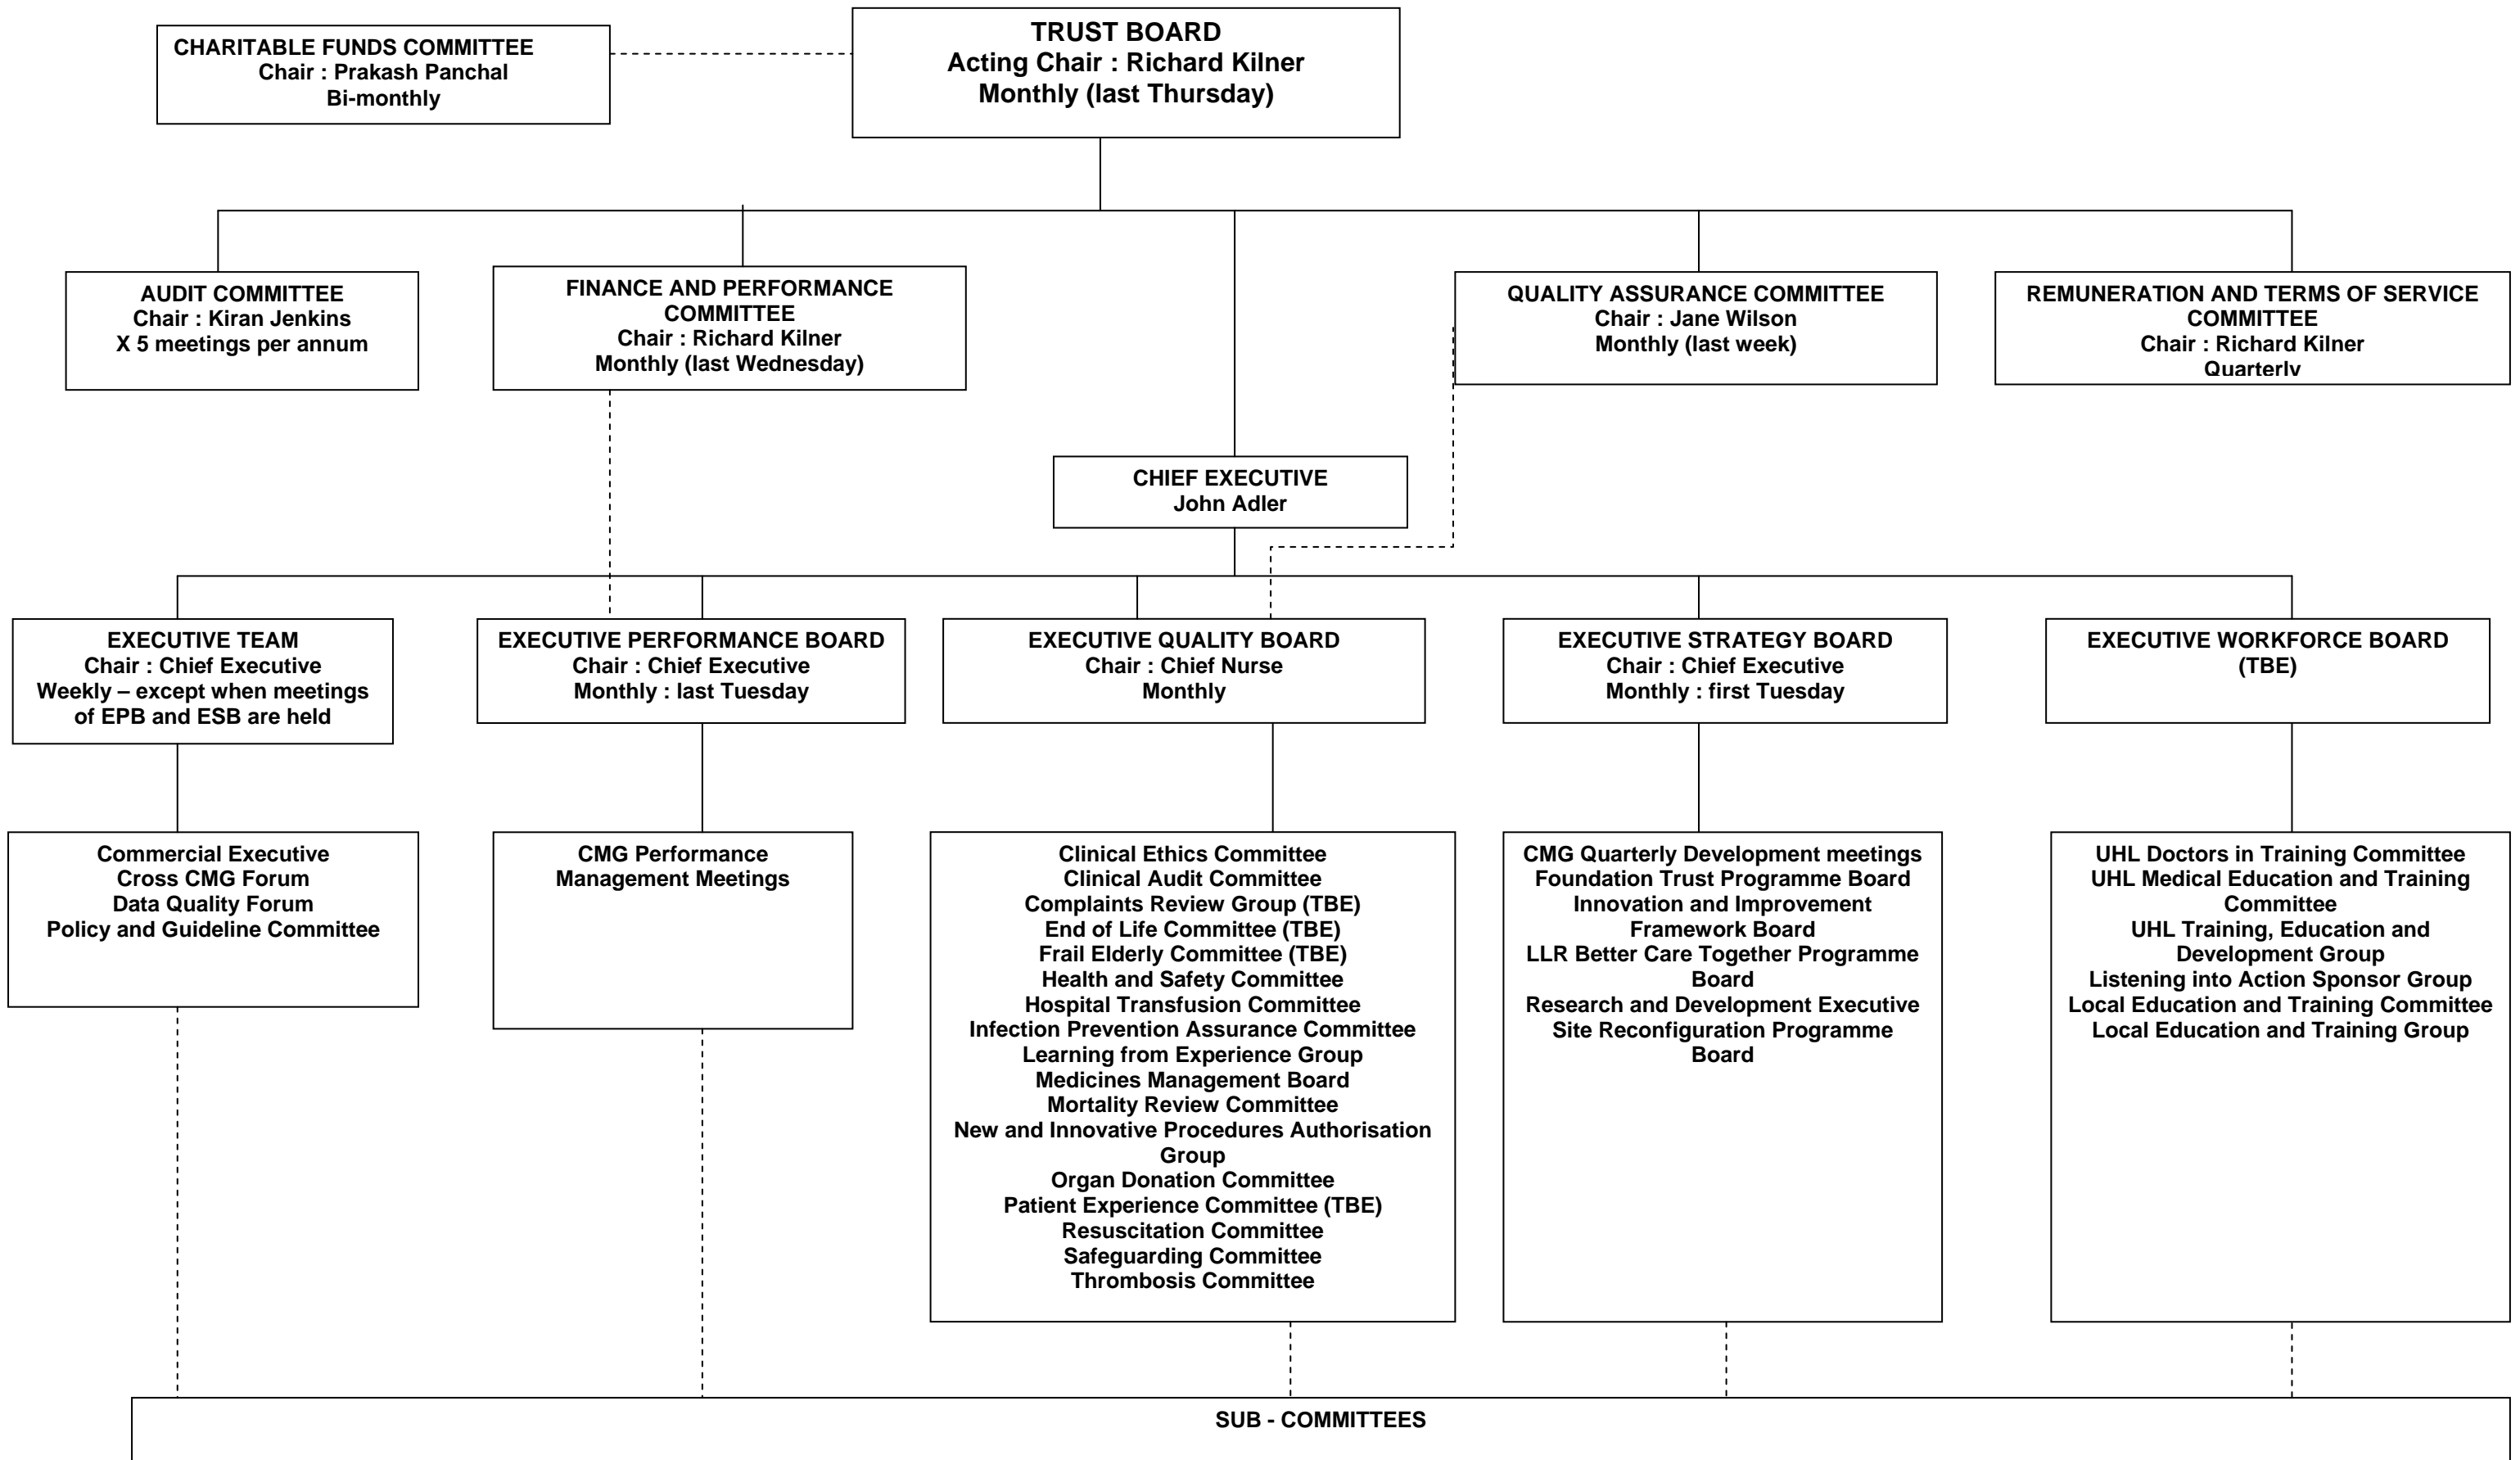 CHARITABLE FUNDS COMMITTEE
Chair : Prakash Panchal
Bi-monthly
TRUST BOARD
Acting Chair : Richard Kilner
Monthly (last Thursday)
AUDIT COMMITTEE
Chair : Kiran Jenkins
X 5 meetings per annum
FINANCE AND PERFORMANCE
COMMITTEE
Chair : Richard Kilner
Monthly (last Wednesday)
QUALITY ASSURANCE COMMITTEE
Chair : Jane Wilson
Monthly (last week)
REMUNERATION AND TERMS OF SERVICE
COMMITTEE
Chair : Richard Kilner
Quarterly
CHIEF EXECUTIVE
John Adler
EXECUTIVE TEAM
Chair : Chief Executive
Weekly – except when meetings
of EPB and ESB are held
EXECUTIVE PERFORMANCE BOARD
Chair : Chief Executive
Monthly : last Tuesday
EXECUTIVE QUALITY BOARD
Chair : Chief Nurse
Monthly
EXECUTIVE STRATEGY BOARD
Chair : Chief Executive
Monthly : first Tuesday
EXECUTIVE WORKFORCE BOARD
(TBE)
Commercial Executive
Cross CMG Forum
Data Quality Forum
Policy and Guideline Committee
CMG Performance
Management Meetings
Clinical Ethics Committee
Clinical Audit Committee
Complaints Review Group (TBE)
End of Life Committee (TBE)
Frail Elderly Committee (TBE)
Health and Safety Committee
Hospital Transfusion Committee
Infection Prevention Assurance Committee
Learning from Experience Group
Medicines Management Board
Mortality Review Committee
New and Innovative Procedures Authorisation
Group
Organ Donation Committee
Patient Experience Committee (TBE)
Resuscitation Committee
Safeguarding Committee
Thrombosis Committee
CMG Quarterly Development meetings
Foundation Trust Programme Board
Innovation and Improvement
Framework Board
LLR Better Care Together Programme
Board
Research and Development Executive
Site Reconfiguration Programme
Board
UHL Doctors in Training Committee
UHL Medical Education and Training
Committee
UHL Training, Education and
Development Group
Listening into Action Sponsor Group
Local Education and Training Committee
Local Education and Training Group
SUB - COMMITTEES